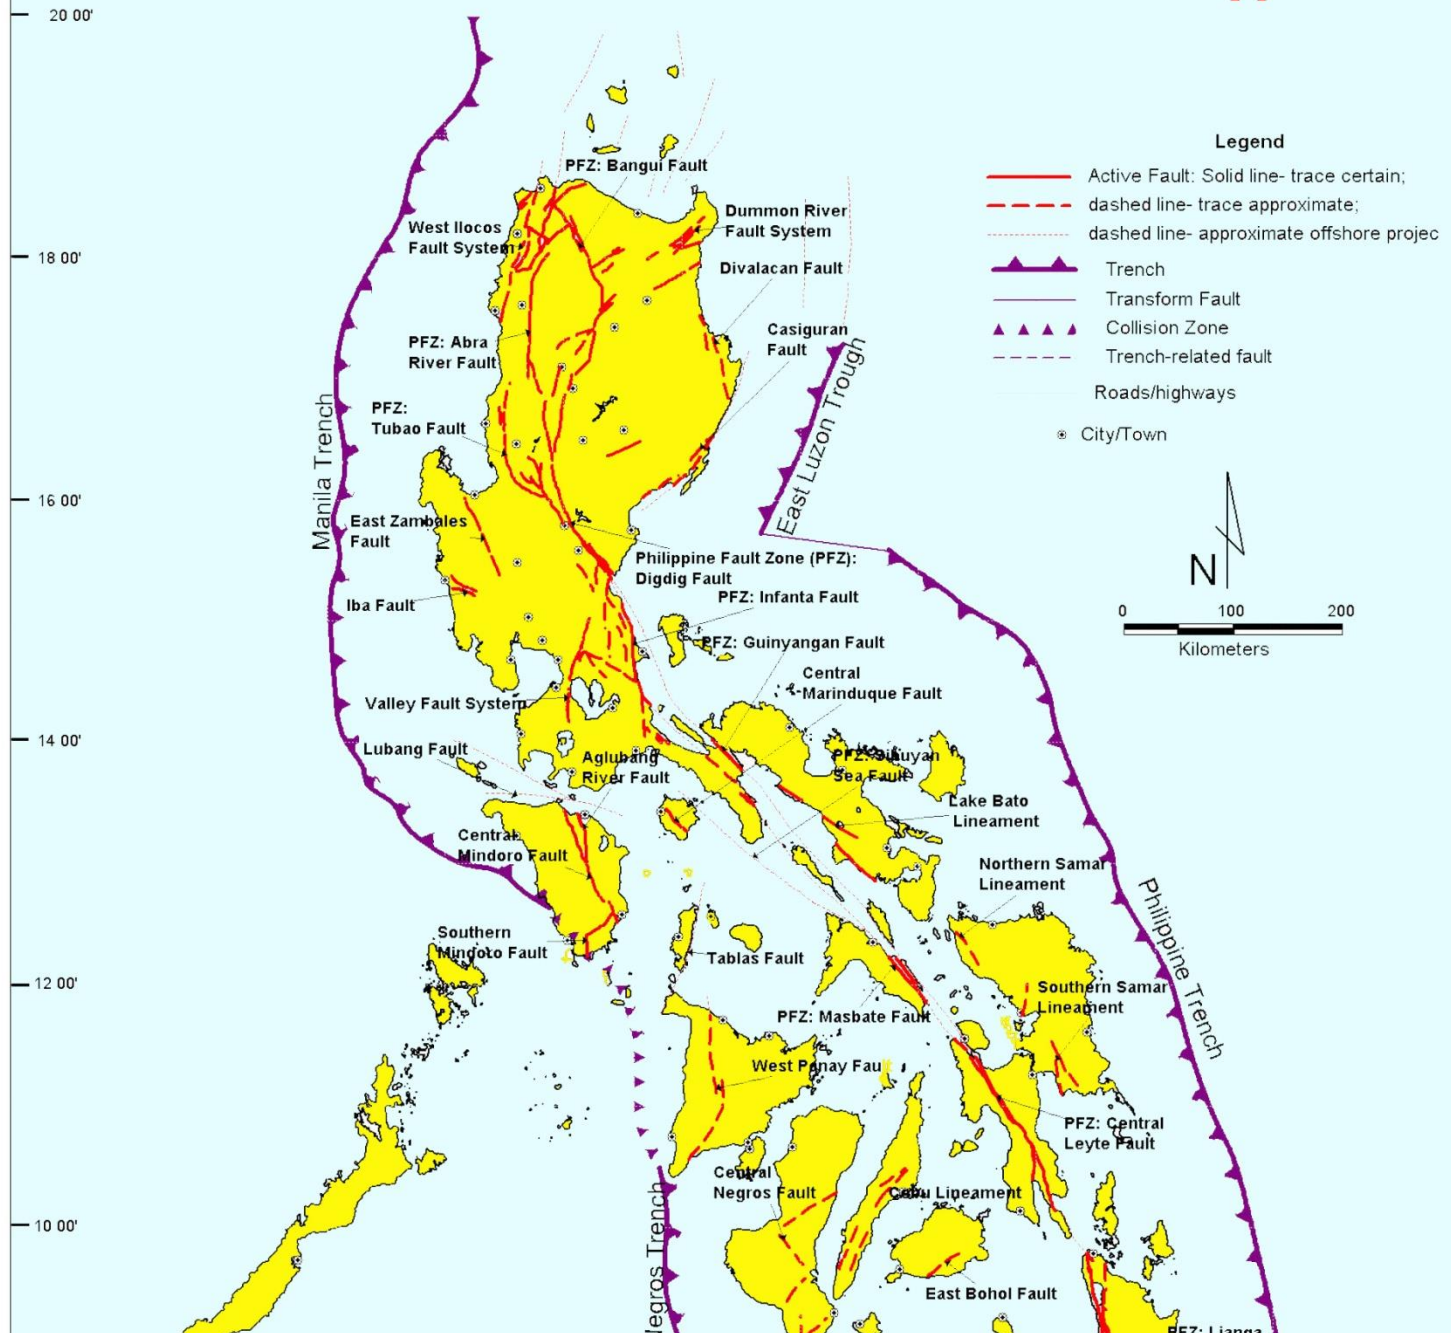 20 00'
PFZ: Bangui Fault
Legend
Active Fault: Solid line- trace certain;
dashed line- trace approximate;
dashed line- approximate offshore projec
Trench
Transform Fault
Collision Zone
Trench-related fault
Roads/highways
City/Town
West Ilocos
Fault System
Dummon River
Fault System
18 00'
Divalacan Fault
Casiguran
Fault
PFZ: Abra
River Fault
PFZ:
Tubao Fault
Manila Trench
East Luzon Trough
16 00'
East Zambales
Fault
Philippine Fault Zone (PFZ):
Digdig Fault
N
Iba Fault
PFZ: Infanta Fault
0 100 200
Kilometers
PFZ: Guinyangan Fault
Central
Marinduque Fault
Valley Fault System
14 00'
Lubang Fault
Aglubang
River Fault
PFZ: Sibuyan
Sea Fault
Lake Bato
Lineament
Central
Mindoro Fault
Northern Samar
Lineament
Philippine Trench
Southern
Mindoro Fault
Tablas Fault
12 00'
Southern Samar
Lineament
PFZ: Masbate Fault
West Panay Faul
PFZ: Central
Leyte Fault
Central
Negros Fault
Cebu Lineament
10 00'
Negros Trench
East Bohol Fault
PFZ: Lianga